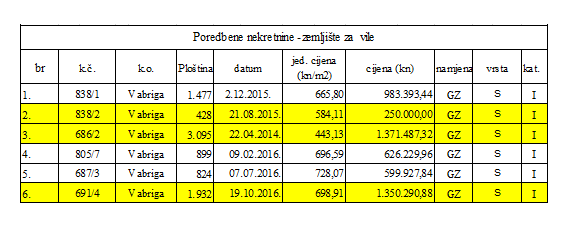 Poredbene nekretnine - zemljište za vile
br k.č. k.o. Ploština datum jed. cijena (kn/m2) cijena (kn) namjena vrsta kat.
1. 838/1 Vabriga 1.477 2.12.2015. 665,80 983.393,44 GZ S I
2. 838/2 Vabriga 428 21.08.2015. 584,11 250.000,00 GZ S I
3. 686/2 Vabriga 3.095 22.04.2014. 443,13 1.371.487,32 GZ S I
4. 805/7 Vabriga 899 09.02.2016. 696,59 626.229,96 GZ S I
5. 687/3 Vabriga 824 07.07.2016. 728,07 599.927,84 GZ S I
6. 691/4 Vabriga 1.932 19.10.2016. 698,91 1.350.290,88 GZ S I